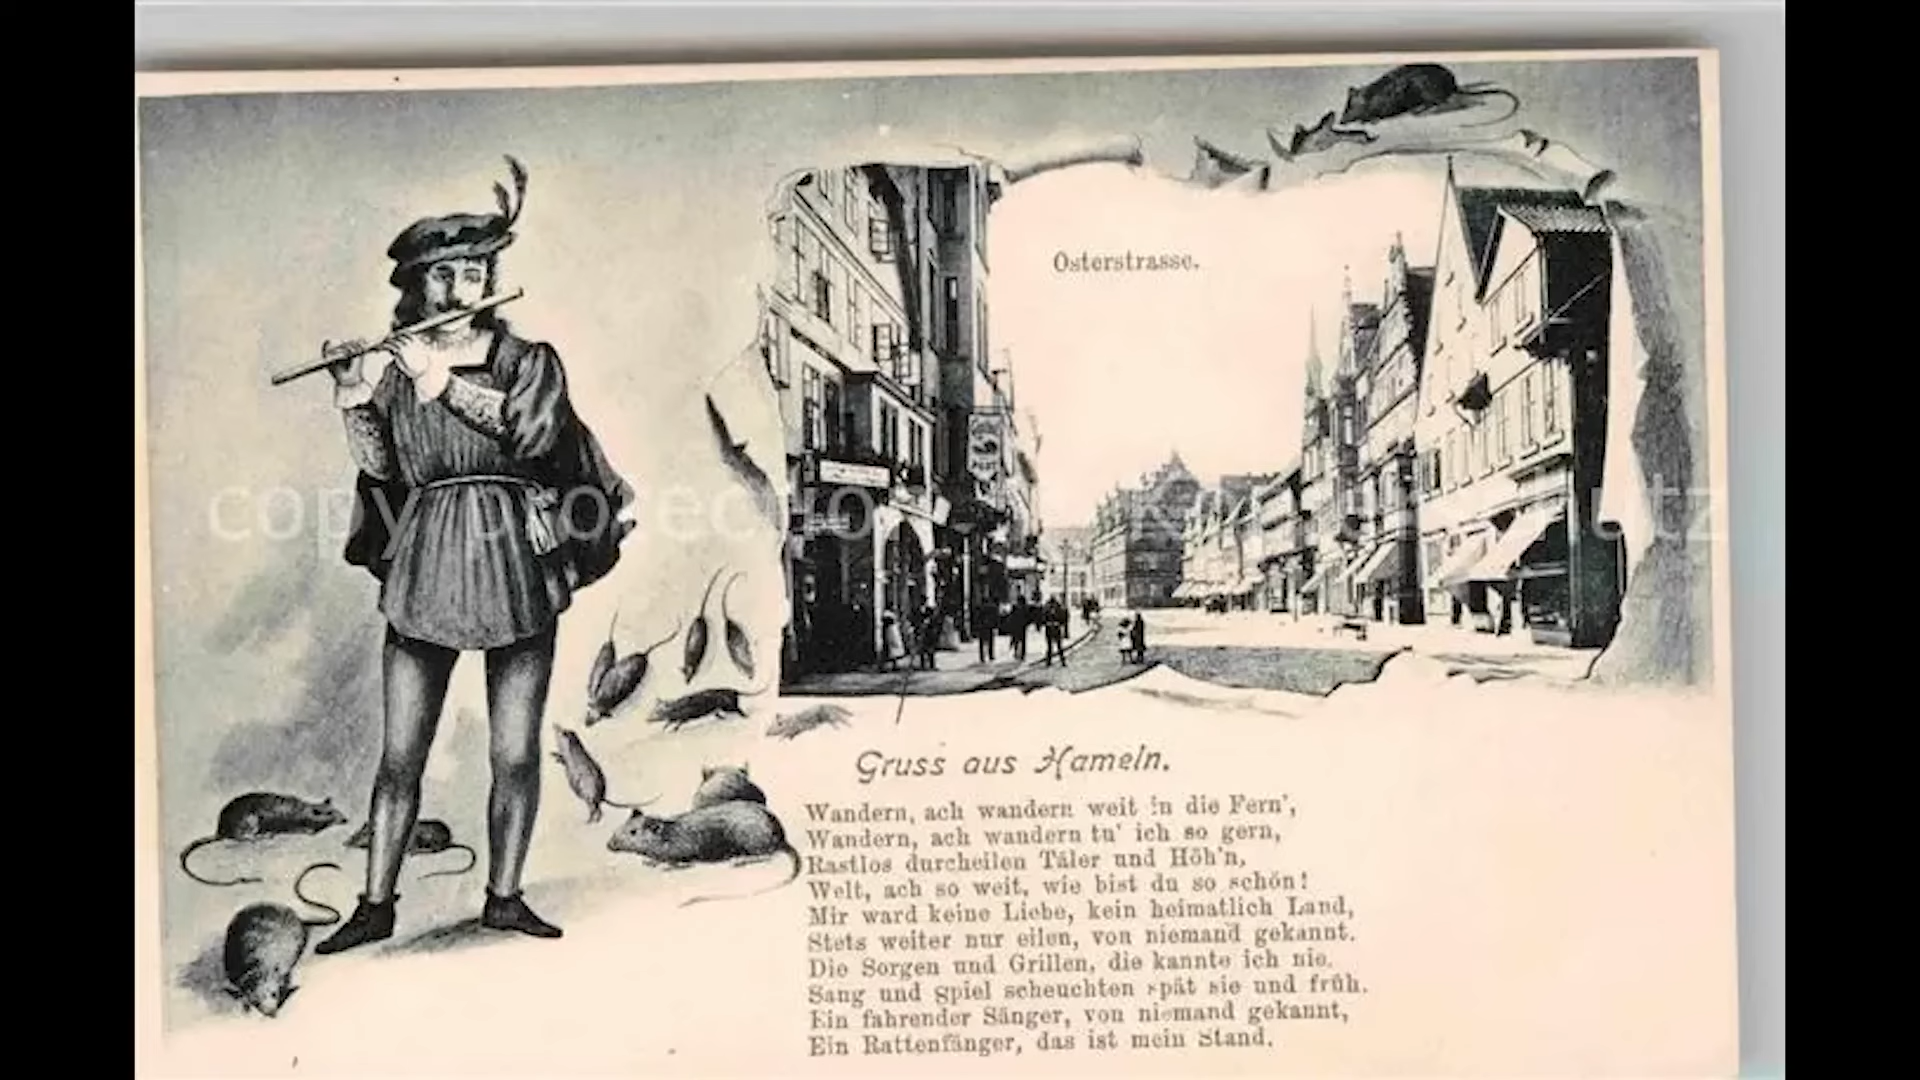 Osterstrasse.
Gruss aus Hameln.
Wandern, ach wandern weit in die Fern',
Wandern, ach wandern tu' ich so gern,
Rastlos durcheilen Täler und Höh'n,
Welt, ach so weit, wie bist du so schön!
Mir ward keine Liebe, kein heimatlich Land,
Stets weiter nur eilen, von niemand gekannt.
Die Sorgen und Grillen, die kannte ich nie.
Sang und Spiel scheuchten spät sie und früh.
Ein fahrender Sänger, von niemand gekannt,
Ein Rattenfänger, das ist mein Stand.
copy protection